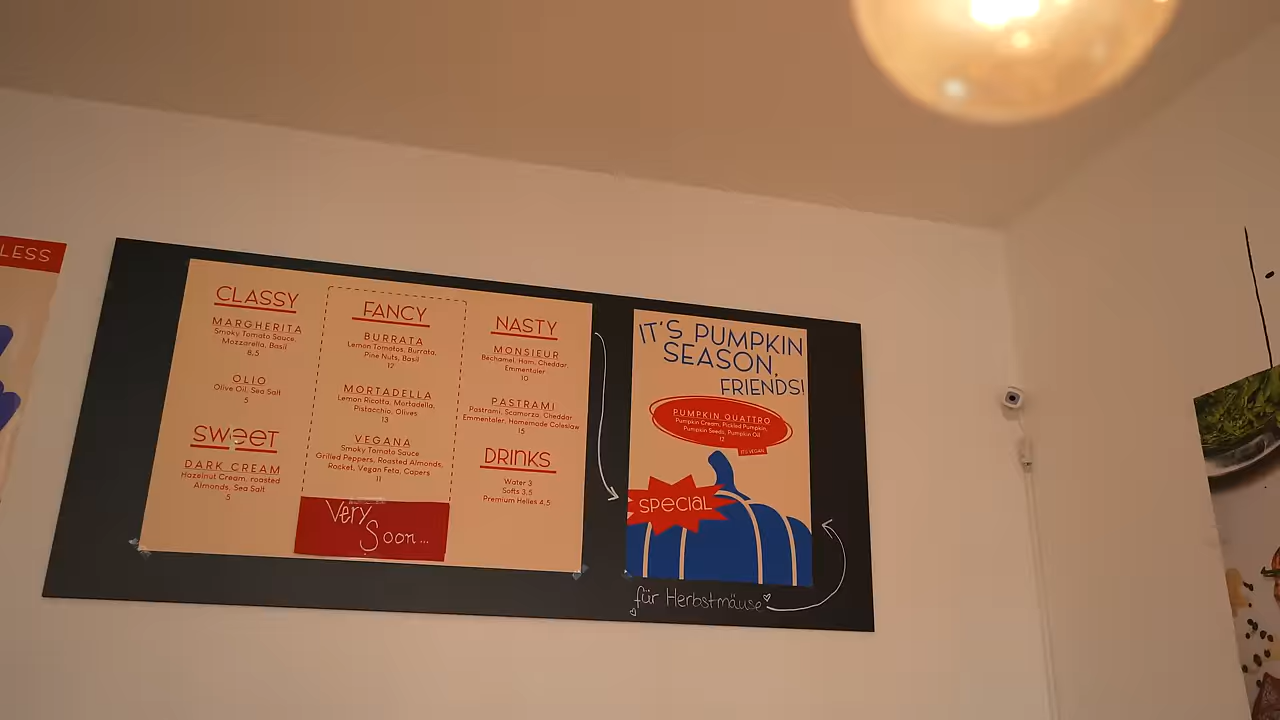 LESS
CLASSY
MARGHERITA
Smoky Tomato Sauce,
Mozzarella, Basil
8,5
OLIO
Olive Oil, Sea Salt
5
SWEET
DARK CREAM
Hazelnut Cream, roasted
Almonds, Sea Salt
5
FANCY
BURRATA
Lemon Tomatos, Burrata,
Pine Nuts, Basil
12
MORTADELLA
Lemon Ricotta, Mortadella,
Pistacchio, Olives
13
VEGANA
Smoky Tomato Sauce
Grilled Peppers, Roasted Almonds,
Rocket, Vegan Feta, Capers
11
Very
Soon...
NASTY
MONSIEUR
Bechamel, Ham, Cheddar,
Emmentaler
10
PASTRAMI
Pastrami, Scamorza, Cheddar
Emmentaler, Homemade Coleslaw
15
DRINKS
Water 3
Softs 3,5
Premium Helles 4,5
IT'S PUMPKIN
SEASON,
FRIENDS!
PUMPKIN QUATTRO
Pumpkin Cream, Pickled Pumpkin,
Pumpkin Seeds, Pumpkin Oil
12
IT'S VEGAN
SPECIAL
für Herbstmäuse